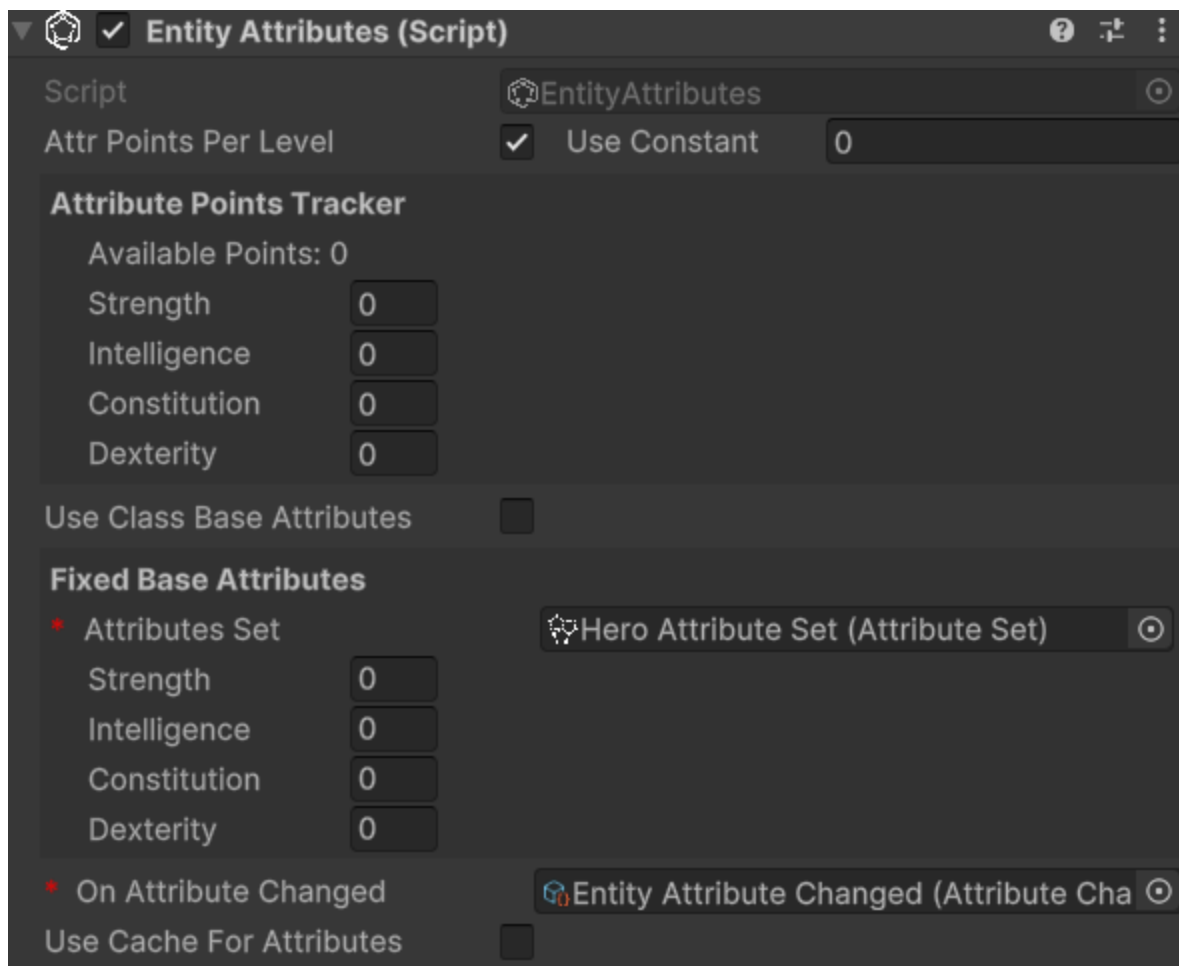 Entity Attributes (Script)
Script EntityAttributes
Attr Points Per Level Use Constant 0
Attribute Points Tracker
Available Points: 0
Strength 0
Intelligence 0
Constitution 0
Dexterity 0
Use Class Base Attributes
Fixed Base Attributes
* Attributes Set Hero Attribute Set (Attribute Set)
Strength 0
Intelligence 0
Constitution 0
Dexterity 0
* On Attribute Changed Entity Attribute Changed (Attribute Cha
Use Cache For Attributes